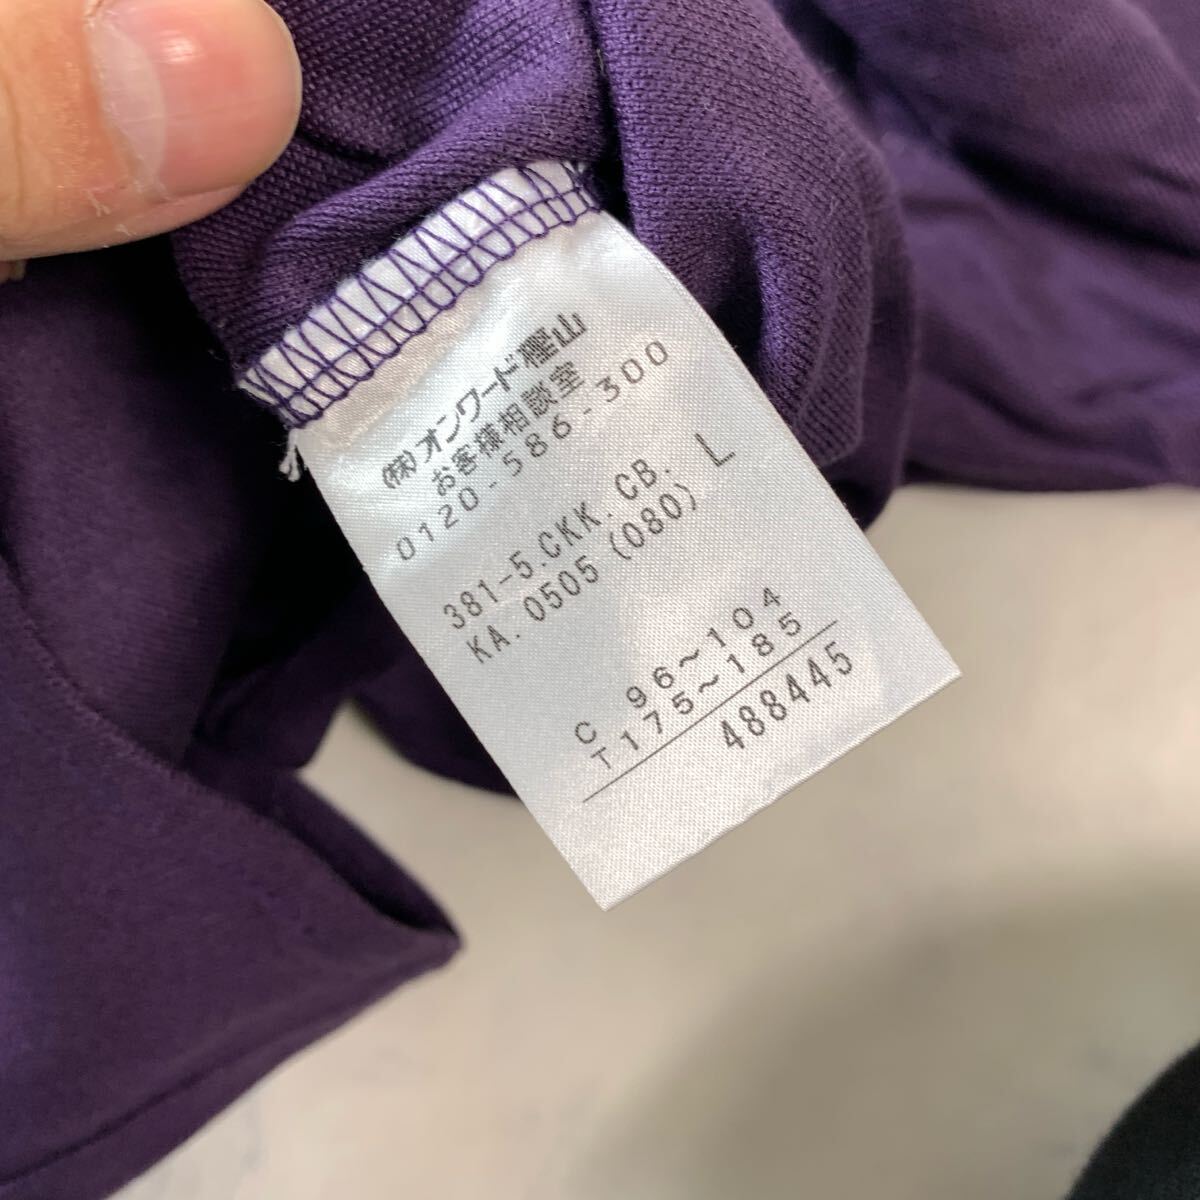 (株)オンワード樫山
お客様相談室
0120-586-300
381-5.CKK.CB. L
KA.0505(080)
C 96~104
T175~185
488445